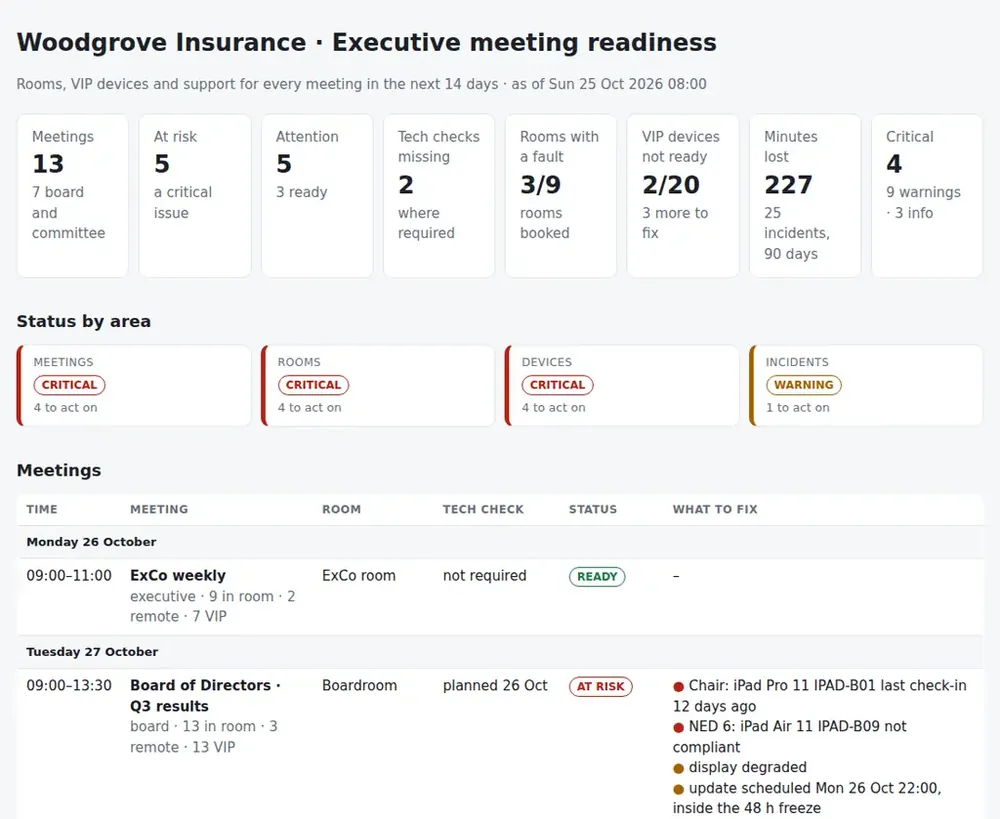 Woodgrove Insurance · Executive meeting readiness
Rooms, VIP devices and support for every meeting in the next 14 days · as of Sun 25 Oct 2026 08:00
Meetings
13
7 board
and
committee
At risk
5
a critical
issue
Attention
5
3 ready
Tech checks
missing
2
where
required
Rooms with
a fault
3/9
rooms
booked
VIP devices
not ready
2/20
3 more to
fix
Minutes
lost
227
25
incidents,
90 days
Critical
4
9 warnings
· 3 info
Status by area
MEETINGS
CRITICAL
4 to act on
ROOMS
CRITICAL
4 to act on
DEVICES
CRITICAL
4 to act on
INCIDENTS
WARNING
1 to act on
Meetings
TIME MEETING ROOM TECH CHECK STATUS WHAT TO FIX
Monday 26 October
09:00–11:00 ExCo weekly ExCo room not required READY –
executive · 9 in room · 2
remote · 7 VIP
Tuesday 27 October
09:00–13:30 Board of Directors · Boardroom planned 26 Oct AT RISK ● Chair: iPad Pro 11 IPAD-B01 last check-in
Q3 results 12 days ago
board · 13 in room · 3 ● NED 6: iPad Air 11 IPAD-B09 not
remote · 13 VIP compliant
● display degraded
● update scheduled Mon 26 Oct 22:00,
inside the 48 h freeze